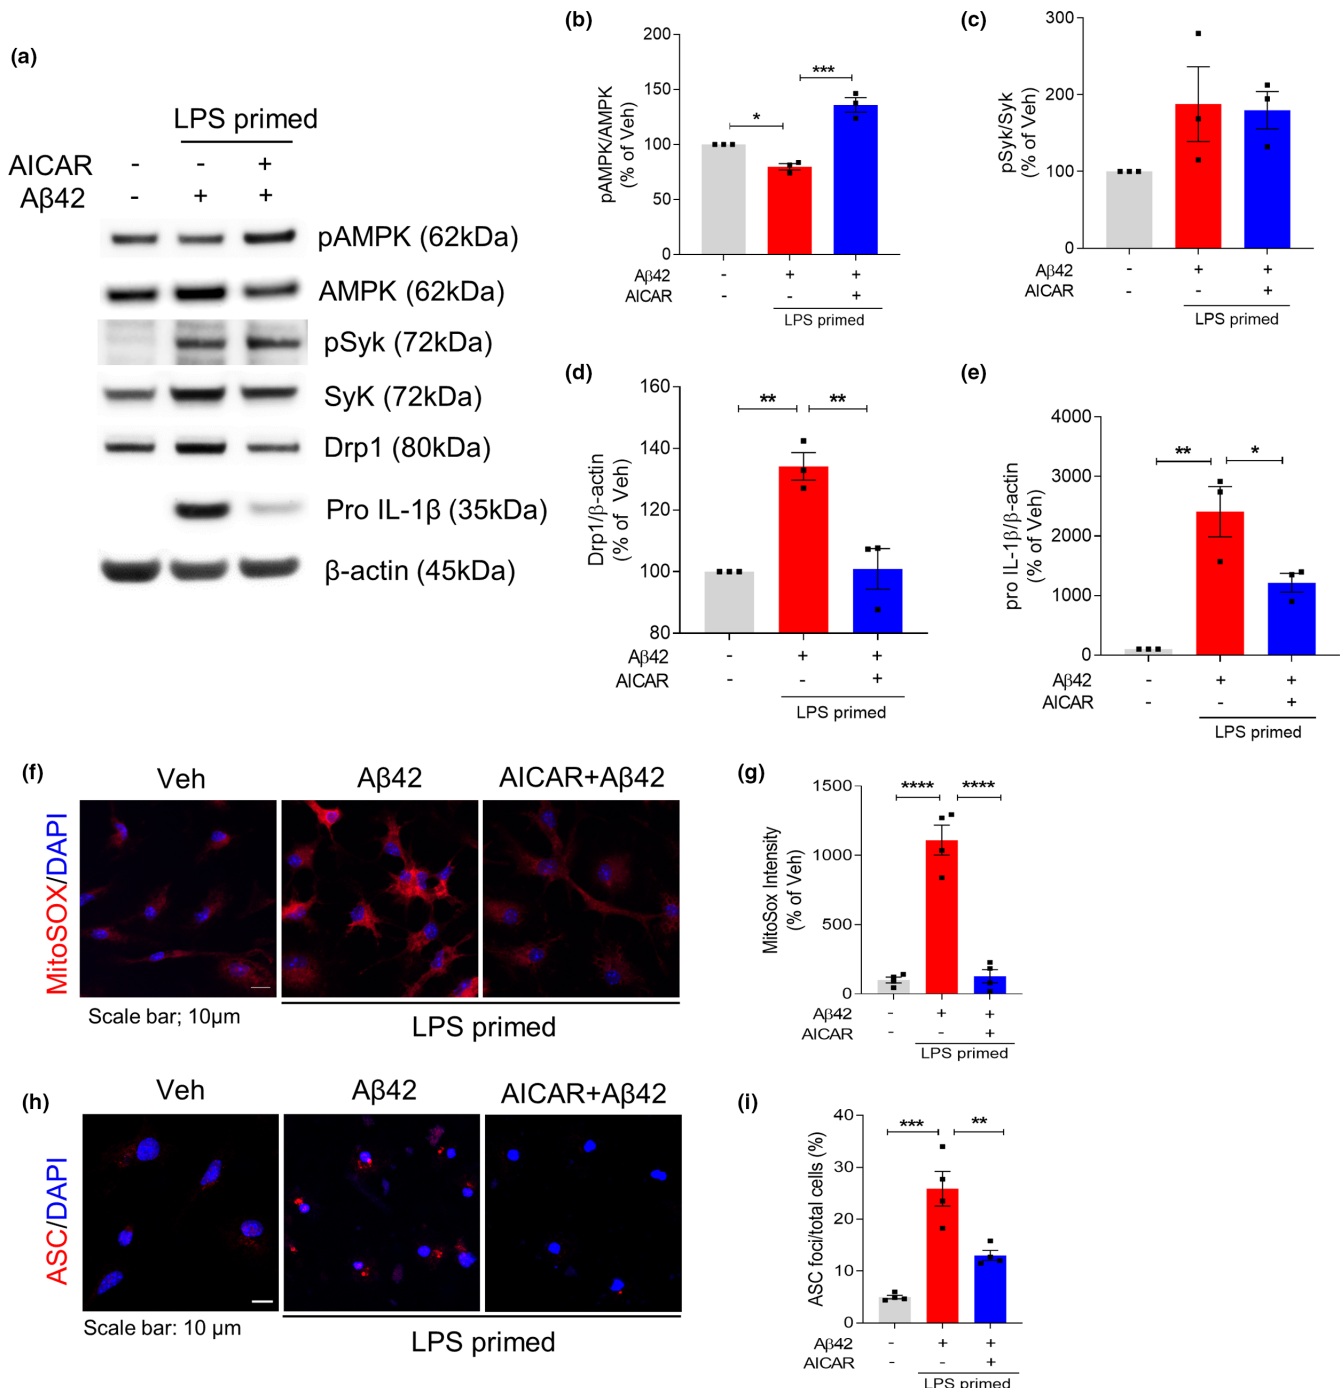 (a)
LPS primed
AICAR - - +
Aβ42 - + +
pAMPK (62kDa)
AMPK (62kDa)
pSyk (72kDa)
SyK (72kDa)
Drp1 (80kDa)
Pro IL-1β (35kDa)
β-actin (45kDa)
(b)
pAMPK/AMPK
(% of Veh)
200
150
100
50
0
*
***
Aβ42 - + +
AICAR - - +
LPS primed
(c)
pSyk/Syk
(% of Veh)
300
200
100
0
Aβ42 - + +
AICAR - - +
LPS primed
(d)
Drp1/β-actin
(% of Veh)
160
140
120
100
80
**
**
Aβ42 - + +
AICAR - - +
LPS primed
(e)
pro IL-1β/β-actin
(% of Veh)
4000
3000
2000
1000
0
**
*
Aβ42 - + +
AICAR - - +
LPS primed
(f)
Veh
Aβ42
AICAR+Aβ42
MitoSOX/DAPI
Scale bar; 10μm
LPS primed
(g)
MitoSox Intensity
(% of Veh)
1500
1000
500
0
****
****
Aβ42 - + +
AICAR - - +
LPS primed
(h)
Veh
Aβ42
AICAR+Aβ42
ASC/DAPI
Scale bar: 10 μm
LPS primed
(i)
ASC foci/total cells (%)
40
30
20
10
0
***
**
Aβ42 - + +
AICAR - - +
LPS primed